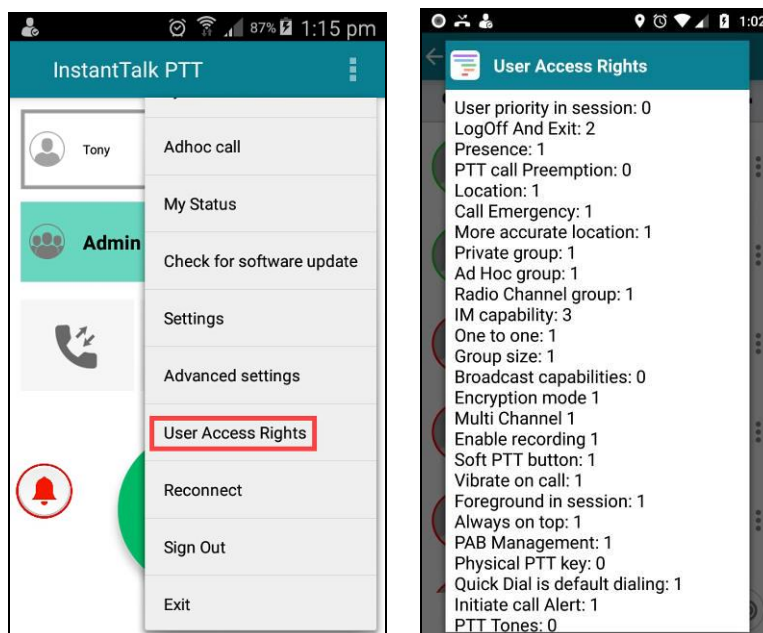 87% 1:15 pm
InstantTalk PTT
Tony
Admin
Adhoc call
My Status
Check for software update
Settings
Advanced settings
User Access Rights
Reconnect
Sign Out
Exit
1:02
User Access Rights
User priority in session: 0
LogOff And Exit: 2
Presence: 1
PTT call Preemption: 0
Location: 1
Call Emergency: 1
More accurate location: 1
Private group: 1
Ad Hoc group: 1
Radio Channel group: 1
IM capability: 3
One to one: 1
Group size: 1
Broadcast capabilities: 0
Encryption mode 1
Multi Channel 1
Enable recording 1
Soft PTT button: 1
Vibrate on call: 1
Foreground in session: 1
Always on top: 1
PAB Management: 1
Physical PTT key: 0
Quick Dial is default dialing: 1
Initiate call Alert: 1
PTT Tones: 0